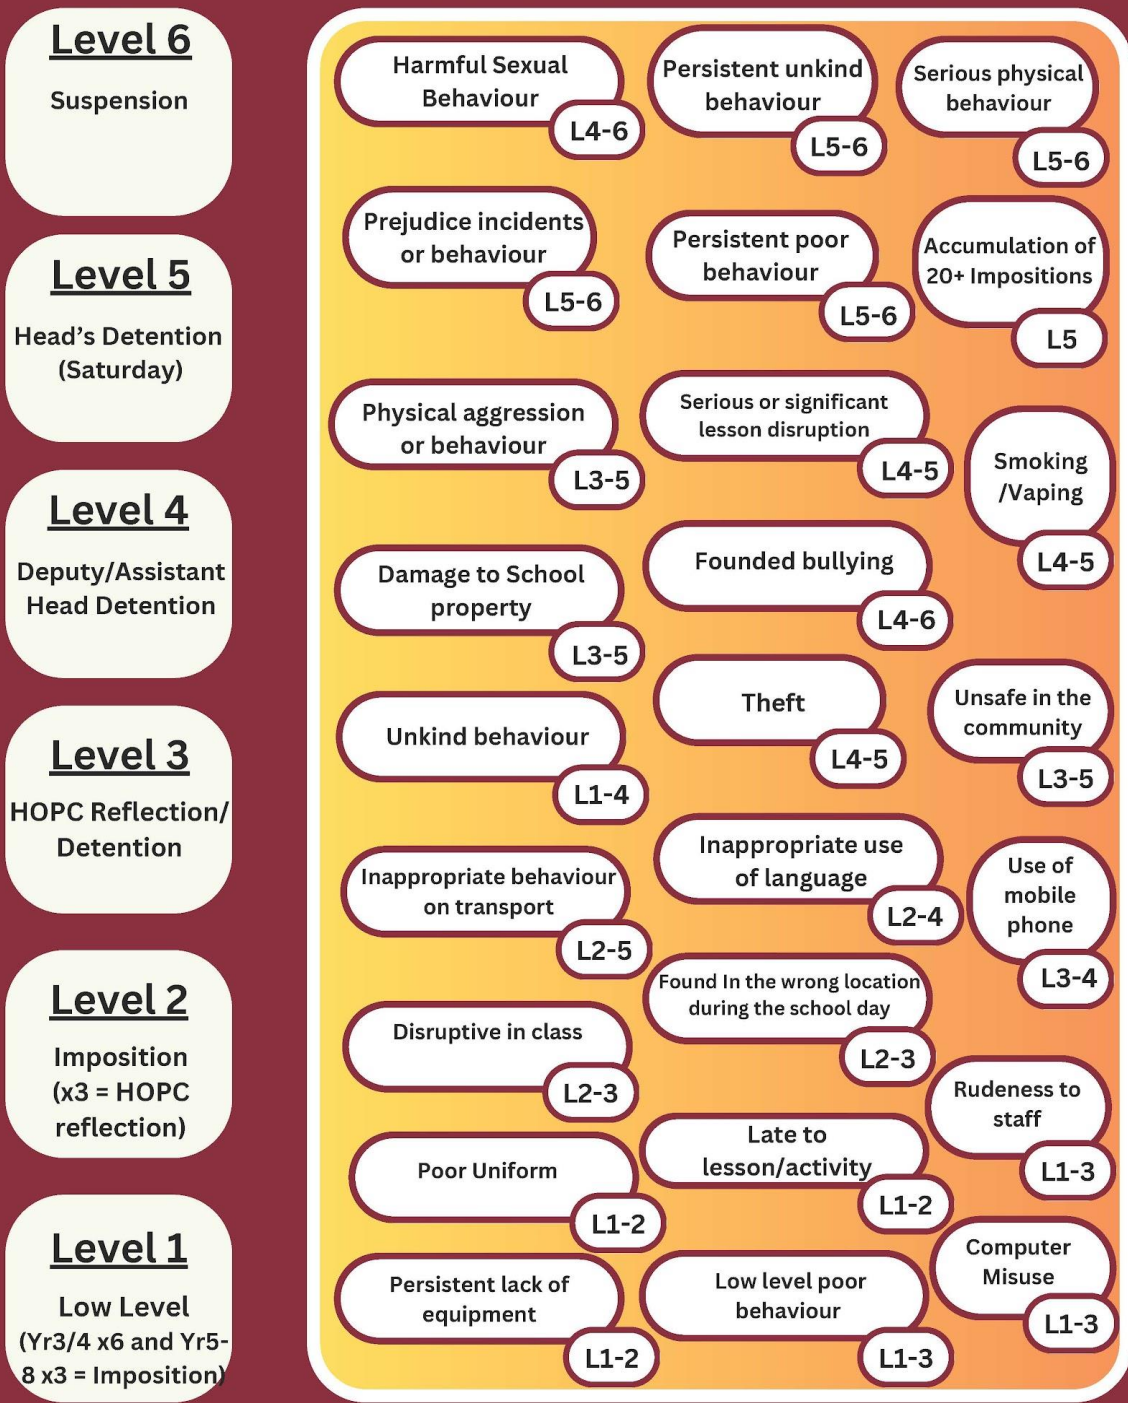 Level 6
Suspension
Level 5
Head's Detention
(Saturday)
Level 4
Deputy/Assistant
Head Detention
Level 3
HOPC Reflection/
Detention
Level 2
Imposition
(x3 = HOPC
reflection)
Level 1
Low Level
(Yr3/4 x6 and Yr5-
8 x3 = Imposition)
Harmful Sexual
Behaviour
L4-6
Persistent unkind
behaviour
L5-6
Serious physical
behaviour
L5-6
Prejudice incidents
or behaviour
L5-6
Persistent poor
behaviour
L5-6
Accumulation of
20+ Impositions
L5
Physical aggression
or behaviour
L3-5
Serious or significant
lesson disruption
L4-5
Smoking
/Vaping
L4-5
Damage to School
property
L3-5
Founded bullying
L4-6
Unkind behaviour
L1-4
Theft
L4-5
Unsafe in the
community
L3-5
Inappropriate behaviour
on transport
L2-5
Inappropriate use
of language
L2-4
Use of
mobile
phone
L3-4
Disruptive in class
L2-3
Found In the wrong location
during the school day
L2-3
Rudeness to
staff
L1-3
Poor Uniform
L1-2
Late to
lesson/activity
L1-2
Computer
Misuse
L1-3
Persistent lack of
equipment
L1-2
Low level poor
behaviour
L1-3